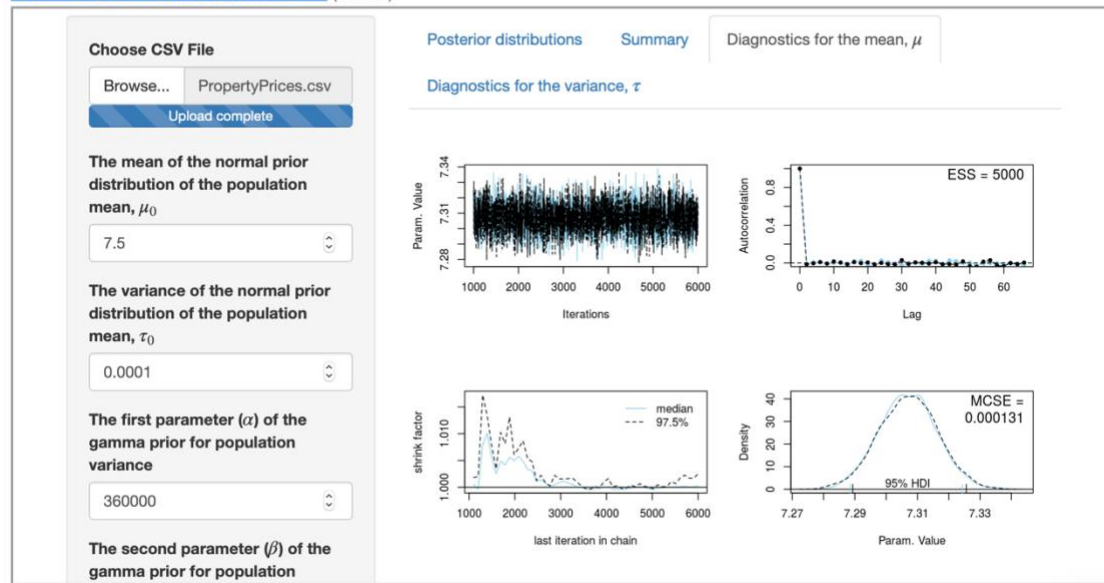 Choose CSV File
Browse... PropertyPrices.csv
Upload complete
The mean of the normal prior
distribution of the population
mean, μ₀
7.5
The variance of the normal prior
distribution of the population
mean, τ₀
0.0001
The first parameter (α) of the
gamma prior for population
variance
360000
The second parameter (β) of the
gamma prior for population
Posterior distributions Summary Diagnostics for the mean, μ
Diagnostics for the variance, τ
Param. Value
7.34
7.31
7.28
1000 2000 3000 4000 5000 6000
Iterations
Autocorrelation
0.8
0.4
0.0
ESS = 5000
0 10 20 30 40 50 60
Lag
shrink factor
1.010
1.000
median
97.5%
1000 2000 3000 4000 5000 6000
last iteration in chain
Density
40
30
20
10
0
MCSE =
0.000131
95% HDI
7.27 7.29 7.31 7.33
Param. Value